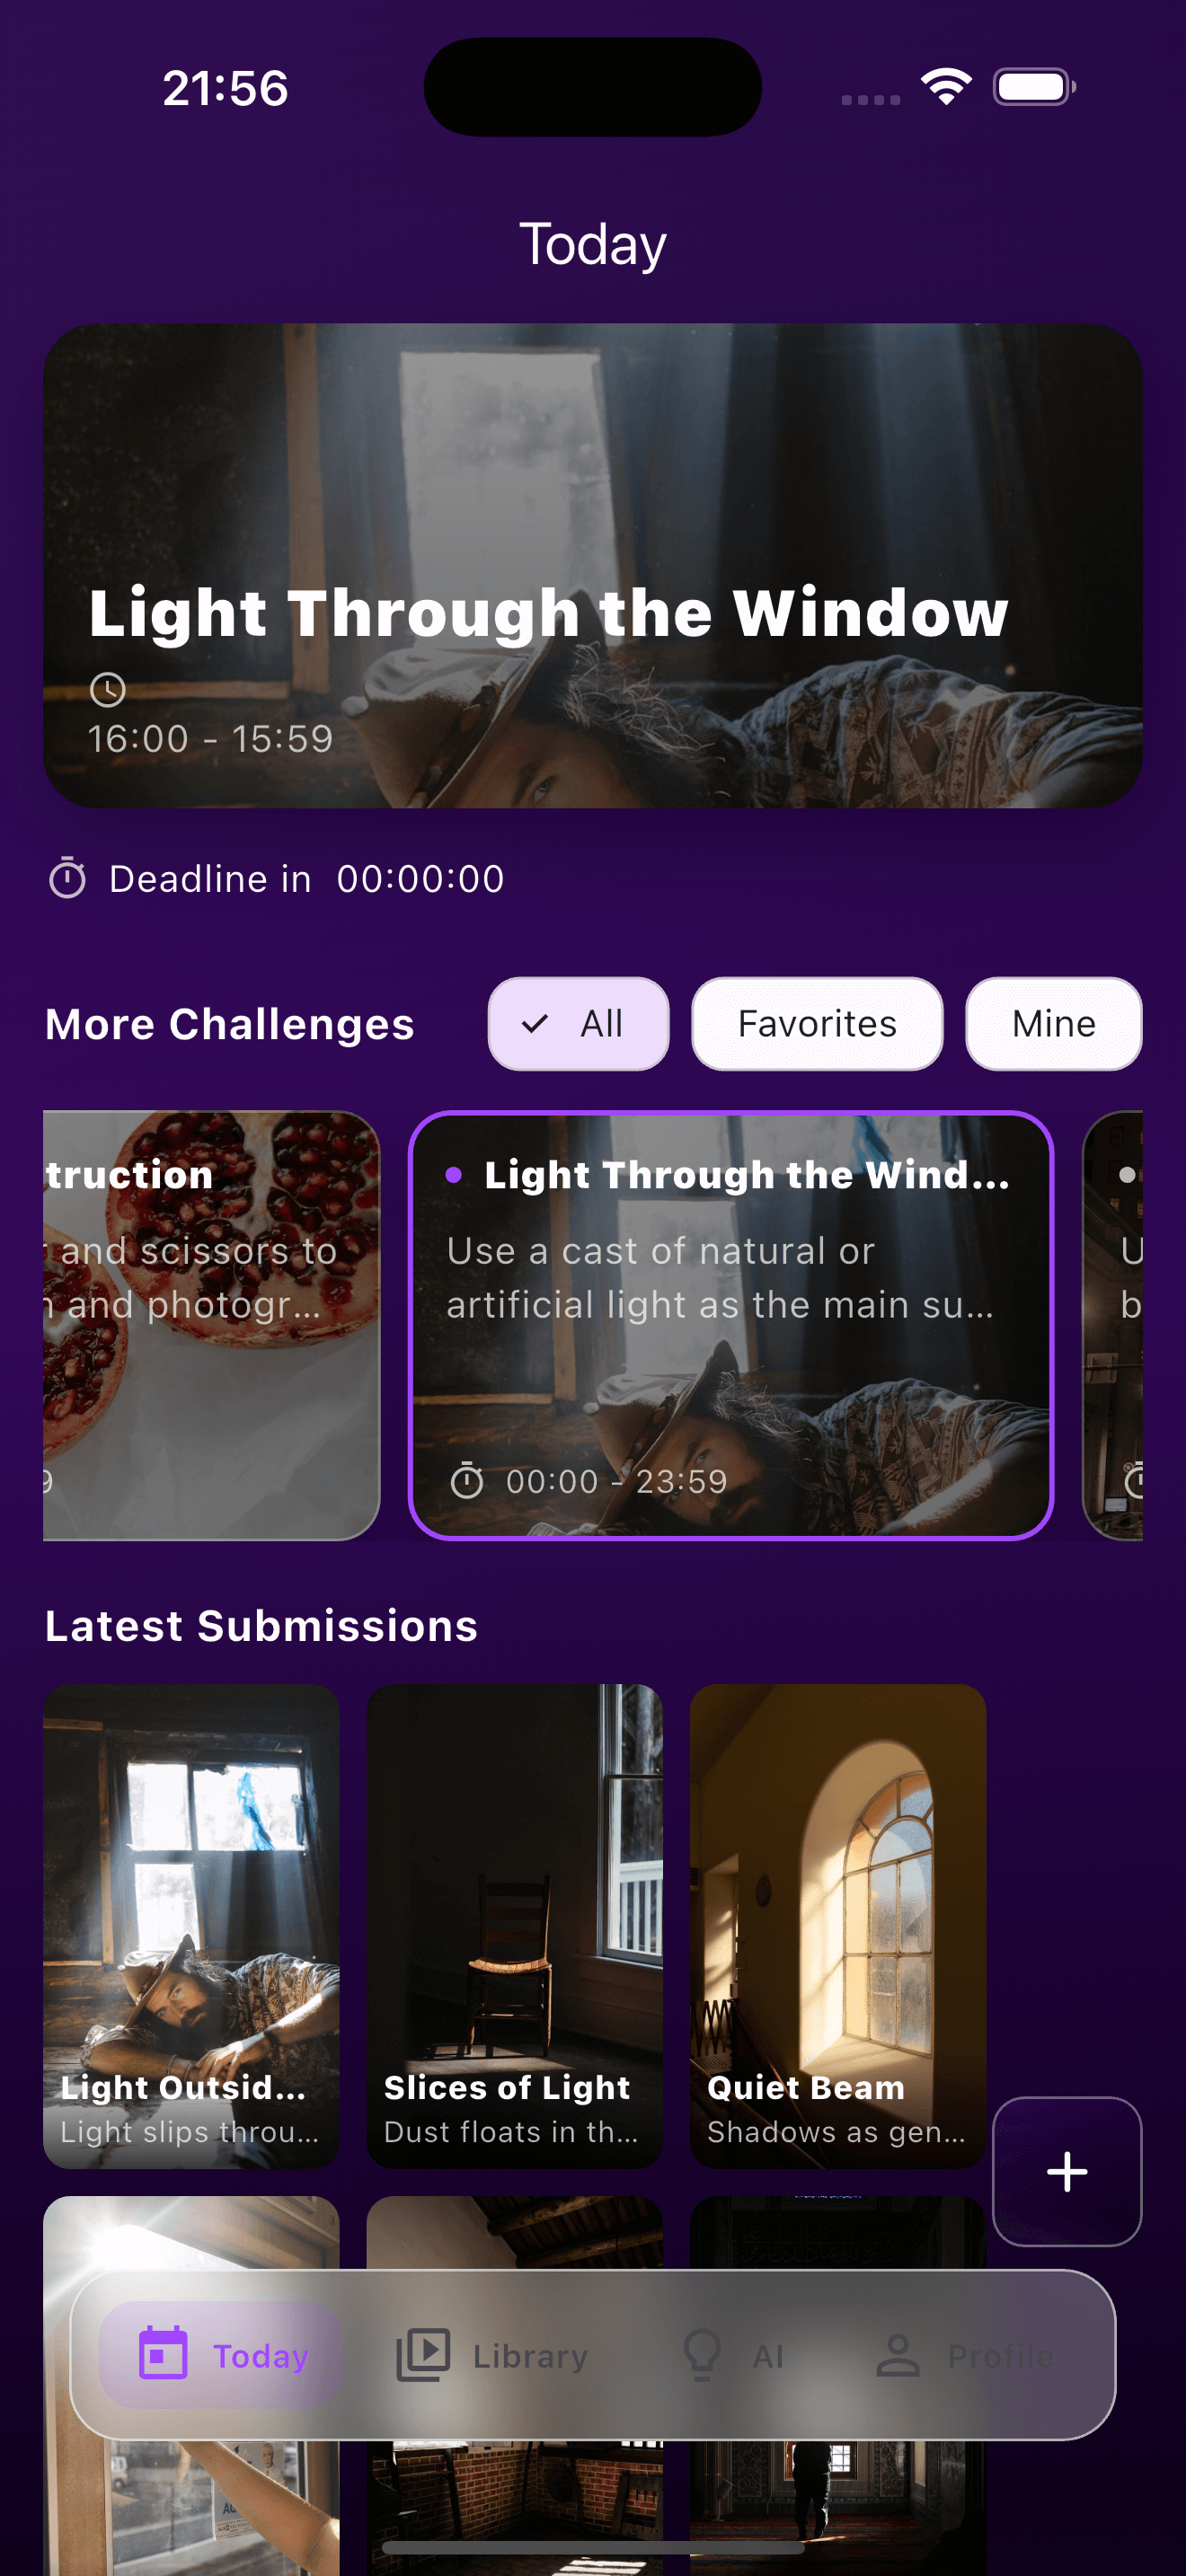 21:56
Today
Light Through the Window
16:00 - 15:59
Deadline in 00:00:00
More Challenges
All
Favorites
Mine
truction
and scissors to
and photogr...
9
Light Through the Wind...
Use a cast of natural or
artificial light as the main su...
00:00 - 23:59
U
b
Latest Submissions
Light Outsid...
Light slips throu...
Slices of Light
Dust floats in th...
Quiet Beam
Shadows as gen...
Today
Library
AI
Profile